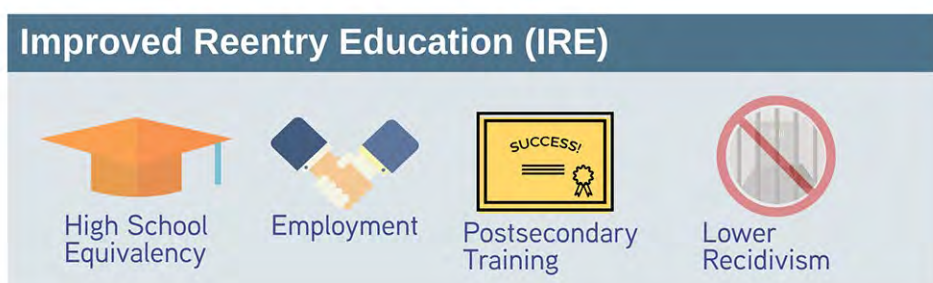 Improved Reentry Education (IRE)
SUCCESS!
High School
Equivalency
Employment
Postsecondary
Training
Lower
Recidivism